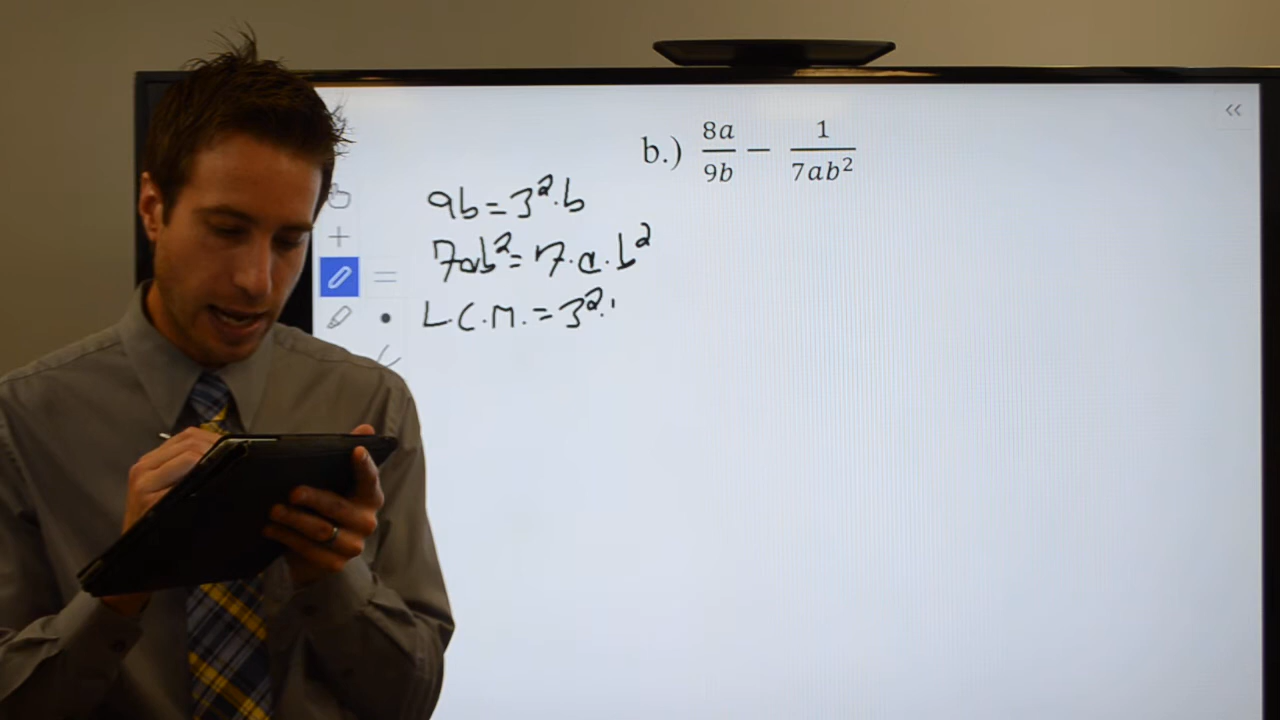 b.) 8a/9b − 1/7ab²
9b = 3²·b
7ab² = 7·a·b²
L.C.M. = 3²·